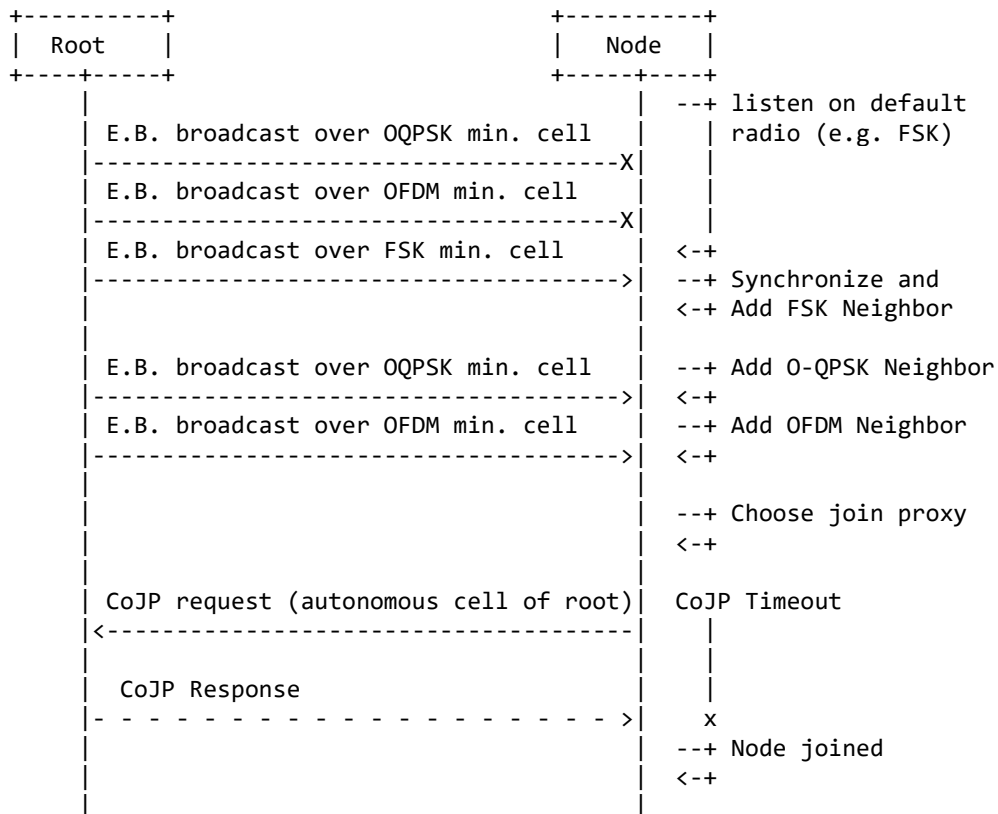 Root Node
listen on default
E.B. broadcast over OQPSK min. cell radio (e.g. FSK)
E.B. broadcast over OFDM min. cell
E.B. broadcast over FSK min. cell
Synchronize and
Add FSK Neighbor
E.B. broadcast over OQPSK min. cell Add O-QPSK Neighbor
E.B. broadcast over OFDM min. cell Add OFDM Neighbor
Choose join proxy
CoJP request (autonomous cell of root) CoJP Timeout
CoJP Response
x
Node joined